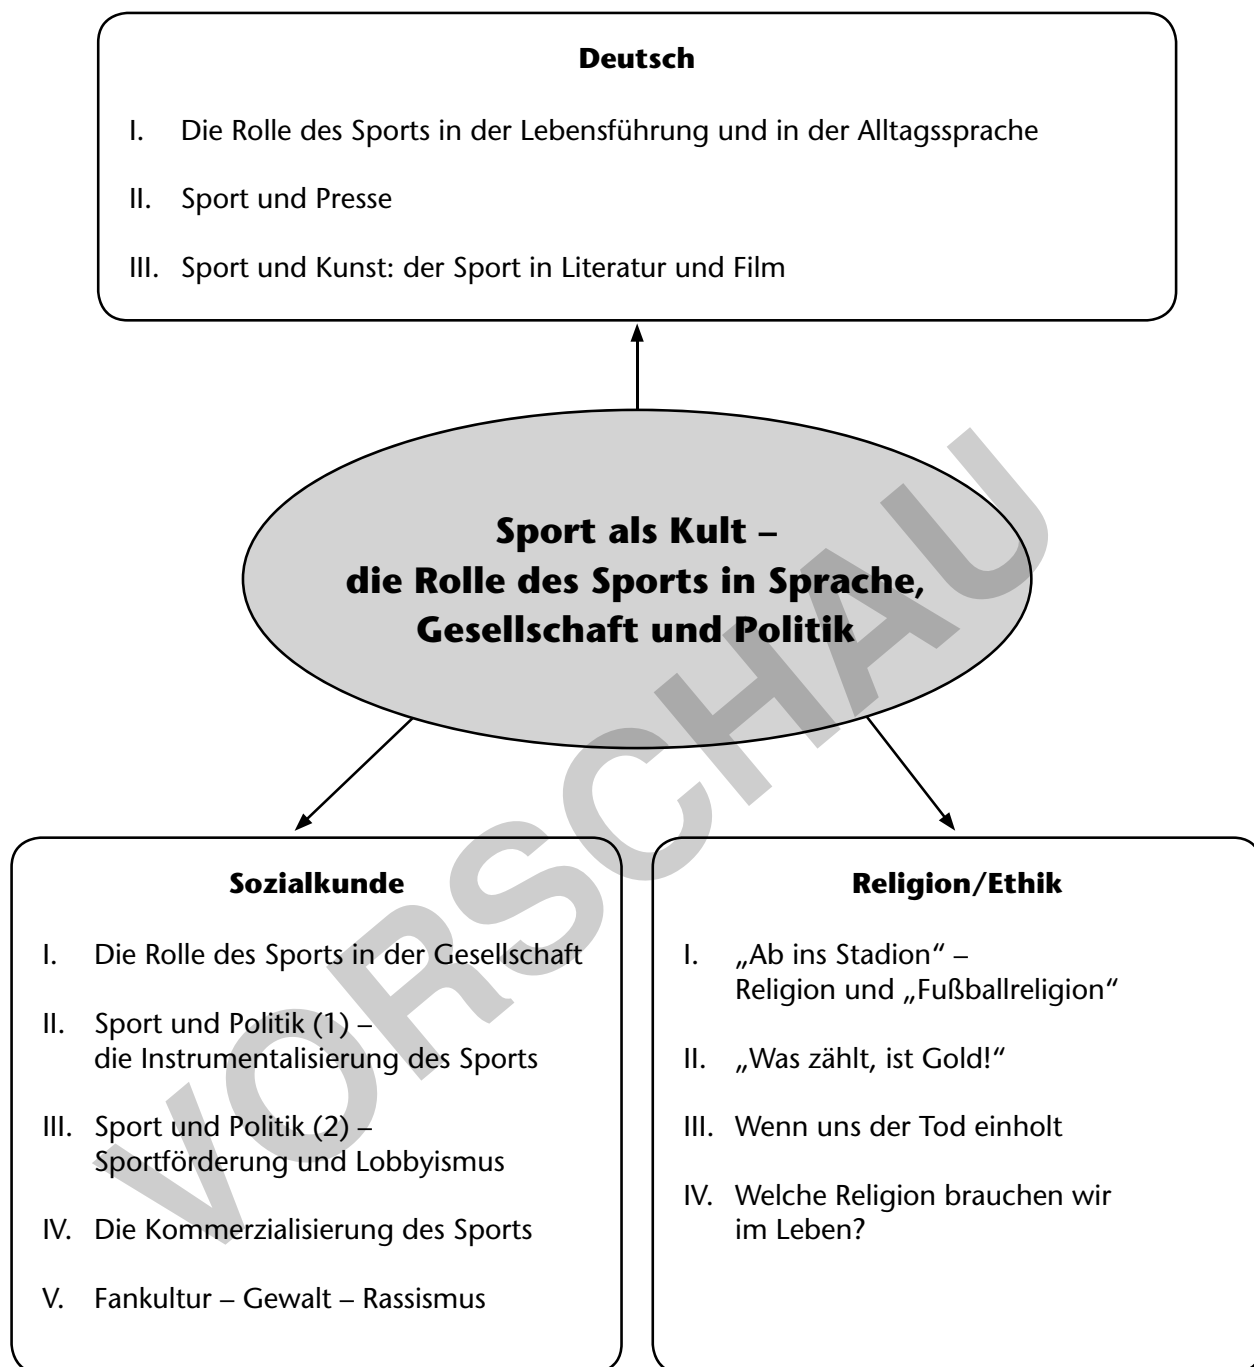 Deutsch
I. Die Rolle des Sports in der Lebensführung und in der Alltagssprache
II. Sport und Presse
III. Sport und Kunst: der Sport in Literatur und Film
Sport als Kult –
die Rolle des Sports in Sprache,
Gesellschaft und Politik
Sozialkunde
I. Die Rolle des Sports in der Gesellschaft
II. Sport und Politik (1) –
die Instrumentalisierung des Sports
III. Sport und Politik (2) –
Sportförderung und Lobbyismus
IV. Die Kommerzialisierung des Sports
V. Fankultur – Gewalt – Rassismus
Religion/Ethik
I. „Ab ins Stadion“ –
Religion und „Fußballreligion“
II. „Was zählt, ist Gold!“
III. Wenn uns der Tod einholt
IV. Welche Religion brauchen wir
im Leben?
VORSCHAU